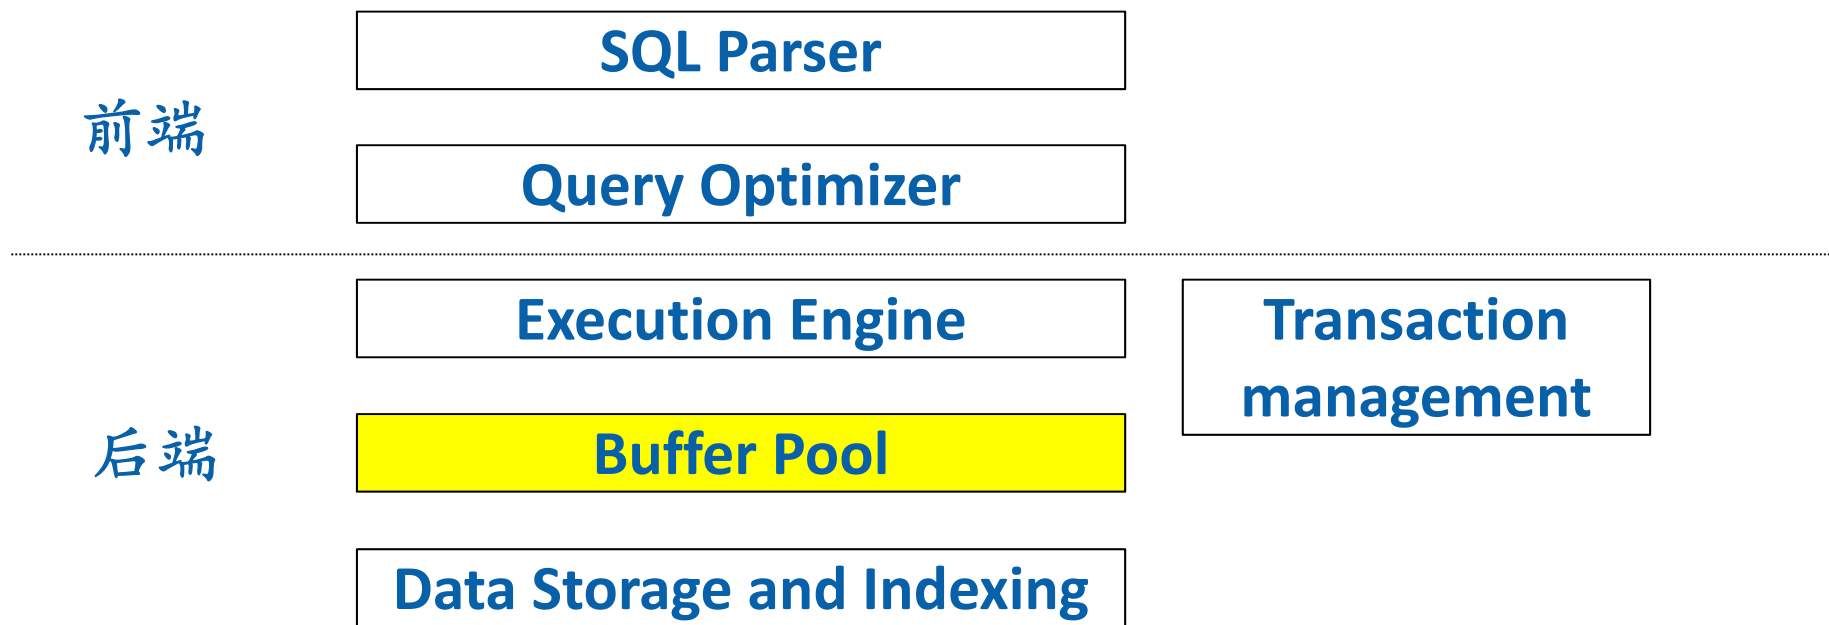 SQL Parser
前端
Query Optimizer
Execution Engine
Transaction
management
后端
Buffer Pool
Data Storage and Indexing